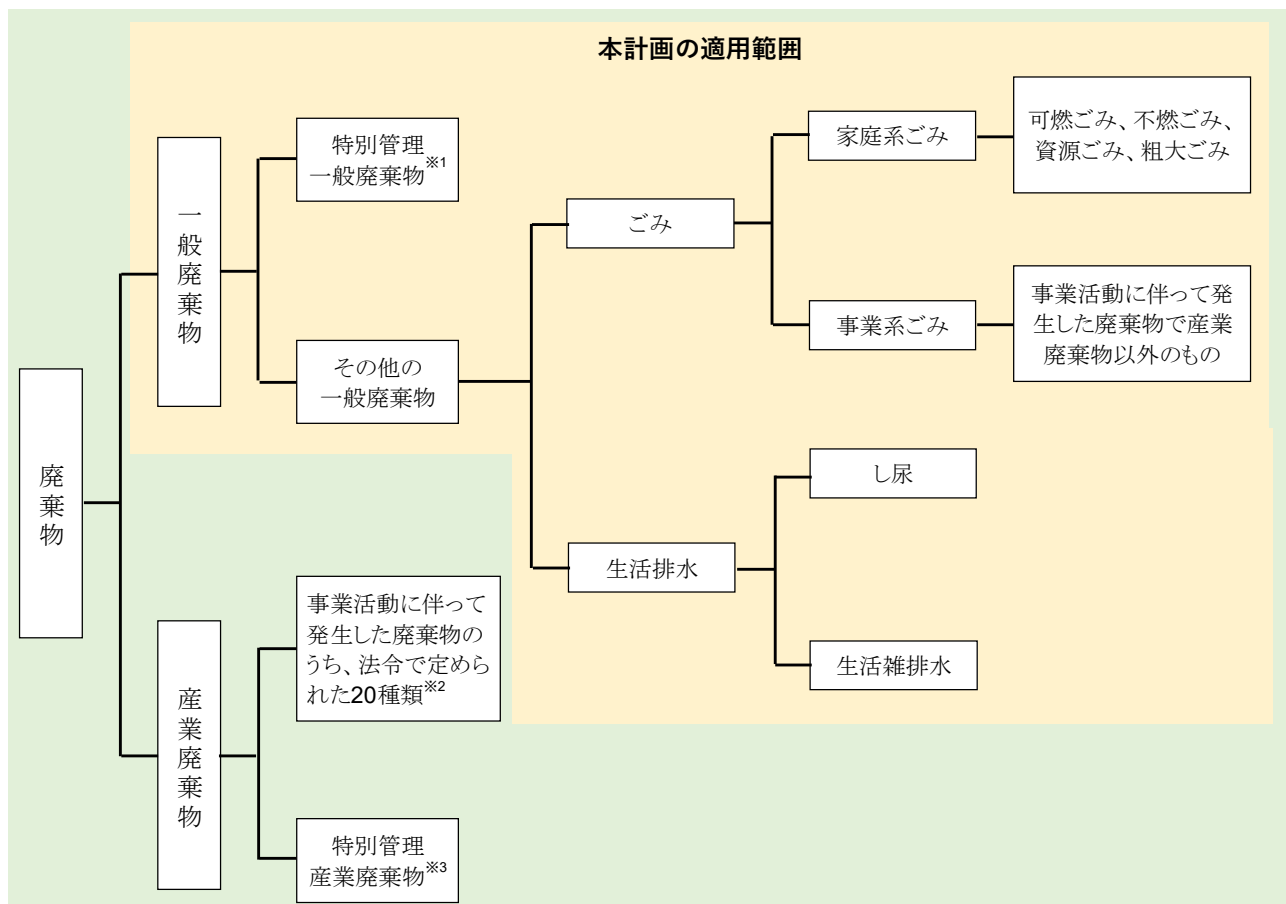 本計画の適用範囲
廃棄物
一般廃棄物
特別管理
一般廃棄物※1
その他の
一般廃棄物
ごみ
家庭系ごみ
可燃ごみ、不燃ごみ、
資源ごみ、粗大ごみ
事業系ごみ
事業活動に伴って発
生した廃棄物で産業
廃棄物以外のもの
生活排水
し尿
生活雑排水
産業廃棄物
事業活動に伴って
発生した廃棄物の
うち、法令で定めら
れた20種類※2
特別管理
産業廃棄物※3